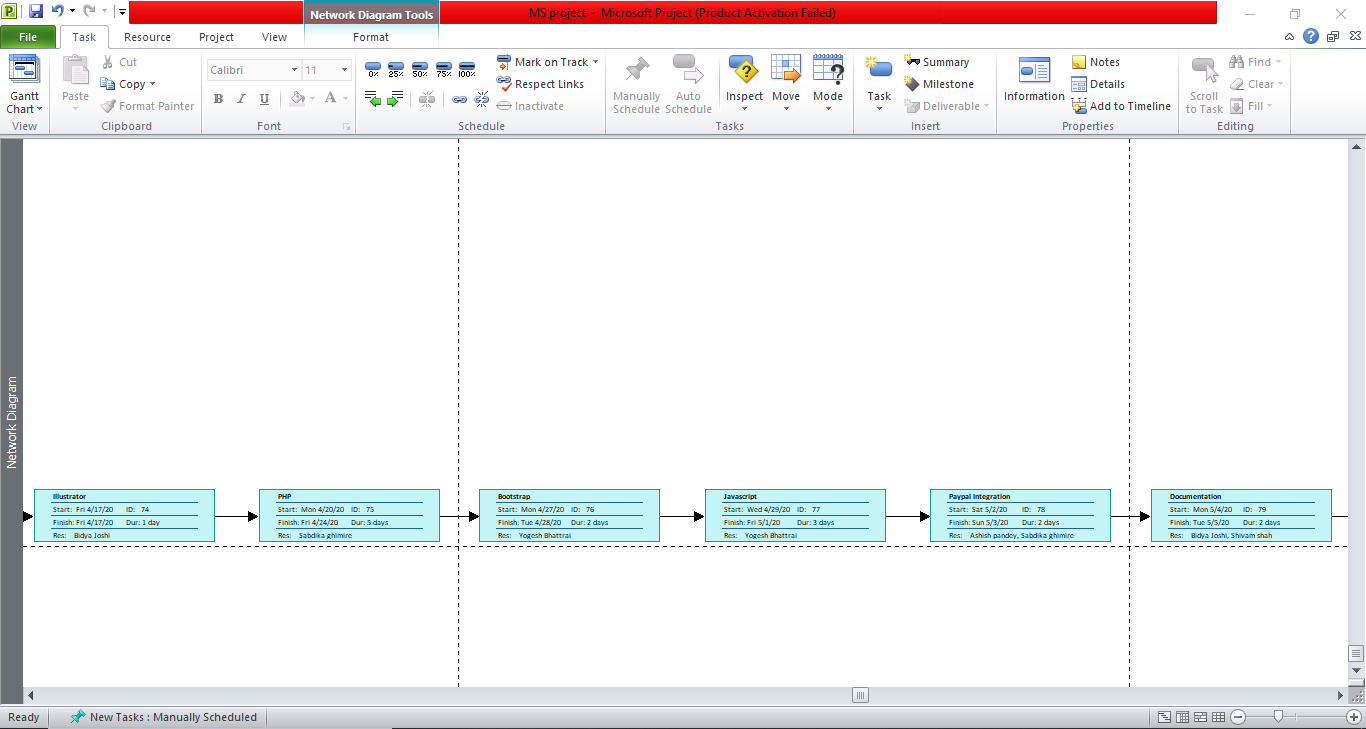 Network Diagram Tools
MS project - Microsoft Project (Product Activation Failed)
File Task Resource Project View Format
Gantt Chart
View
Paste
Cut
Copy
Format Painter
Clipboard
Calibri 11
B I U A
Font
0% 25% 50% 75% 100%
Mark on Track
Respect Links
Inactivate
Schedule
Manually Schedule
Auto Schedule
Inspect Move Mode
Tasks
Task
Summary
Milestone
Deliverable
Insert
Information
Notes
Details
Add to Timeline
Properties
Scroll to Task
Find
Clear
Fill
Editing
Network Diagram
Illustrator
Start: Fri 4/17/20 ID: 74
Finish: Fri 4/17/20 Dur: 1 day
Res: Bidya Joshi
PHP
Start: Mon 4/20/20 ID: 75
Finish: Fri 4/24/20 Dur: 5 days
Res: Sabdika ghimire
Bootstrap
Start: Mon 4/27/20 ID: 76
Finish: Tue 4/28/20 Dur: 2 days
Res: Yogesh Bhattrai
Javascript
Start: Wed 4/29/20 ID: 77
Finish: Fri 5/1/20 Dur: 3 days
Res: Yogesh Bhattrai
Paypal Integration
Start: Sat 5/2/20 ID: 78
Finish: Sun 5/3/20 Dur: 2 days
Res: Ashish pandey, Sabdika ghimire
Documentation
Start: Mon 5/4/20 ID: 79
Finish: Tue 5/5/20 Dur: 2 days
Res: Bidya Joshi, Shivam shah
Ready
New Tasks : Manually Scheduled